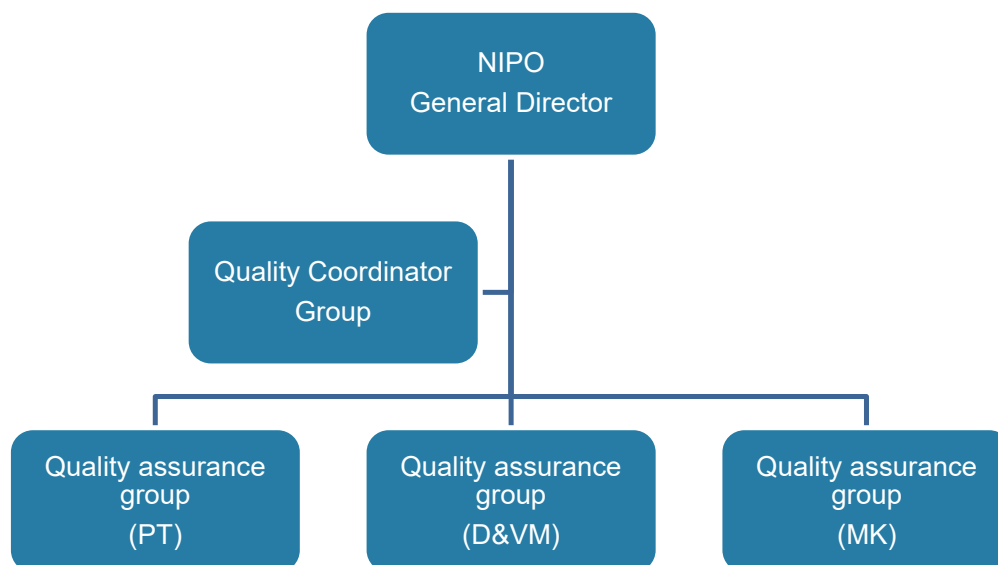 NIPO
General Director
Quality Coordinator
Group
Quality assurance
group
(PT)
Quality assurance
group
(D&VM)
Quality assurance
group
(MK)